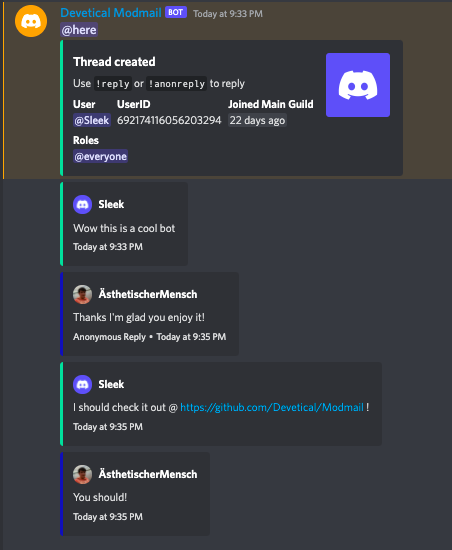 Devetical Modmail BOT Today at 9:33 PM
@here
Thread created
Use !reply or !anonreply to reply
User UserID Joined Main Guild
@Sleek 692174116056203294 22 days ago
Roles
@everyone
Sleek
Wow this is a cool bot
Today at 9:33 PM
ÄsthetischerMensch
Thanks I'm glad you enjoy it!
Anonymous Reply • Today at 9:35 PM
Sleek
I should check it out @ https://github.com/Devetical/Modmail !
Today at 9:35 PM
ÄsthetischerMensch
You should!
Today at 9:35 PM